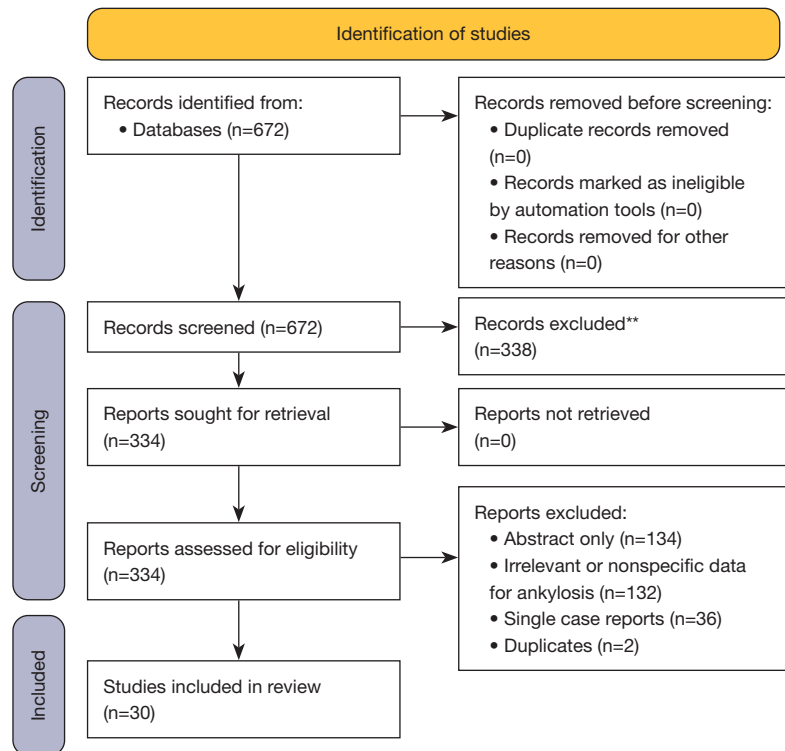 Identification of studies
Identification
Records identified from:
• Databases (n=672)
Records removed before screening:
• Duplicate records removed
(n=0)
• Records marked as ineligible
by automation tools (n=0)
• Records removed for other
reasons (n=0)
Screening
Records screened (n=672)
Records excluded**
(n=338)
Reports sought for retrieval
(n=334)
Reports not retrieved
(n=0)
Reports assessed for eligibility
(n=334)
Reports excluded:
• Abstract only (n=134)
• Irrelevant or nonspecific data
for ankylosis (n=132)
• Single case reports (n=36)
• Duplicates (n=2)
Included
Studies included in review
(n=30)